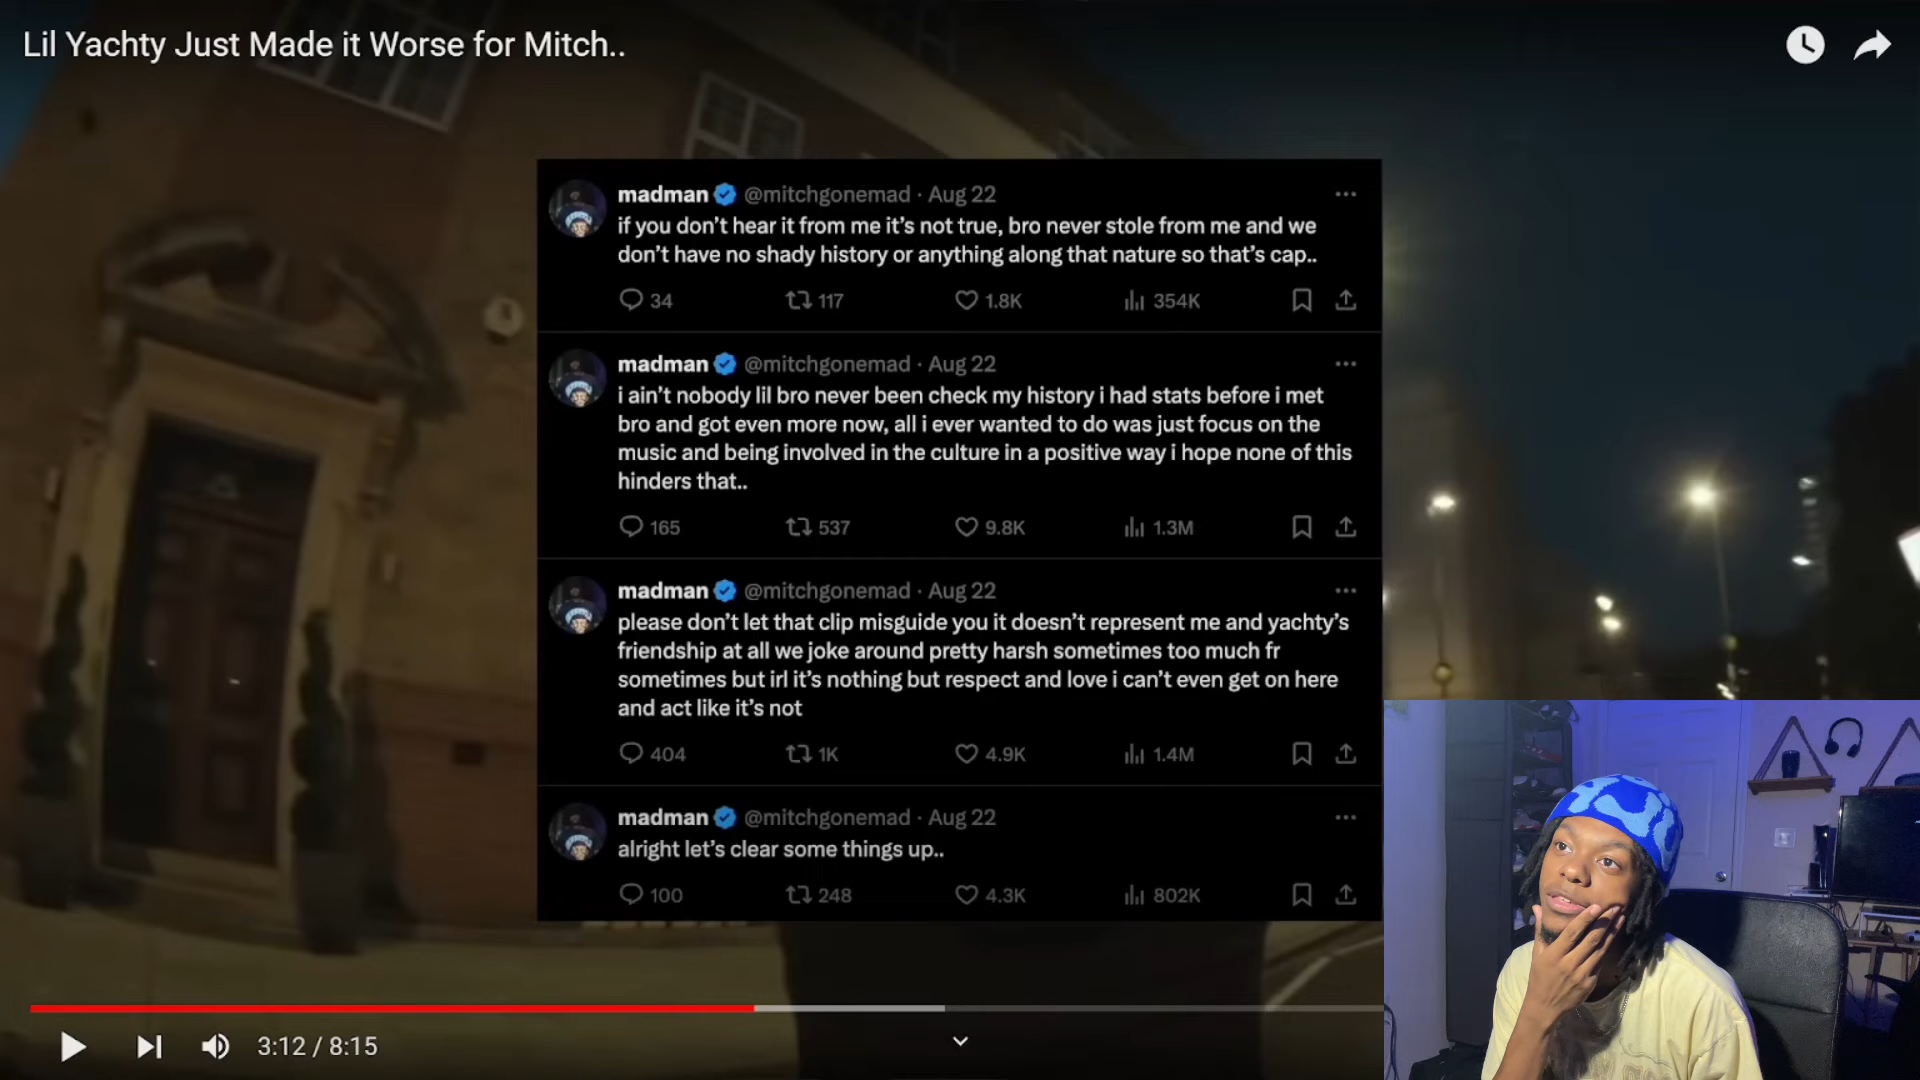 Lil Yachty Just Made it Worse for Mitch..
madman @mitchgonemad · Aug 22
if you don't hear it from me it's not true, bro never stole from me and we
don't have no shady history or anything along that nature so that's cap..
34 117 1.8K 354K
madman @mitchgonemad · Aug 22
i ain't nobody lil bro never been check my history i had stats before i met
bro and got even more now, all i ever wanted to do was just focus on the
music and being involved in the culture in a positive way i hope none of this
hinders that..
165 537 9.8K 1.3M
madman @mitchgonemad · Aug 22
please don't let that clip misguide you it doesn't represent me and yachty's
friendship at all we joke around pretty harsh sometimes too much fr
sometimes but irl it's nothing but respect and love i can't even get on here
and act like it's not
404 1K 4.9K 1.4M
madman @mitchgonemad · Aug 22
alright let's clear some things up..
100 248 4.3K 802K
3:12 / 8:15